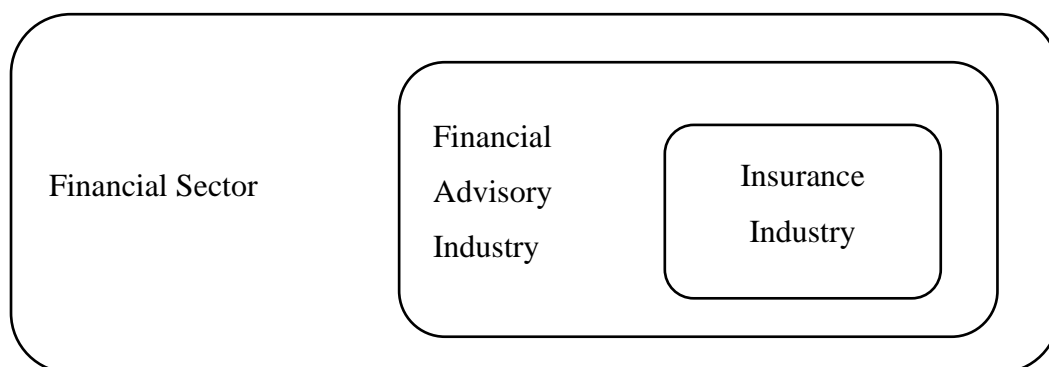 Financial Sector
Financial
Advisory
Industry
Insurance
Industry